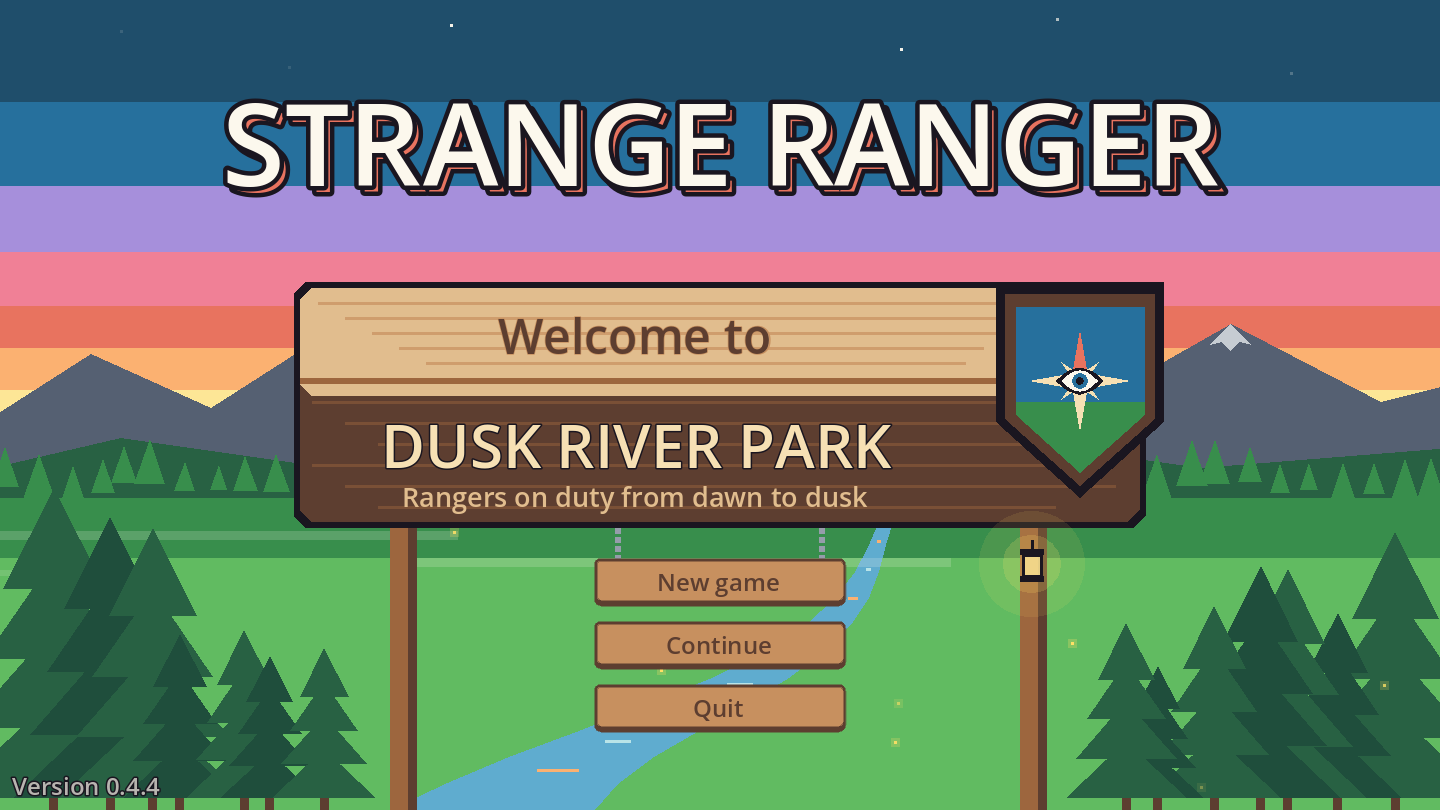 STRANGE RANGER
Welcome to
DUSK RIVER PARK
Rangers on duty from dawn to dusk
New game
Continue
Quit
Version 0.4.4